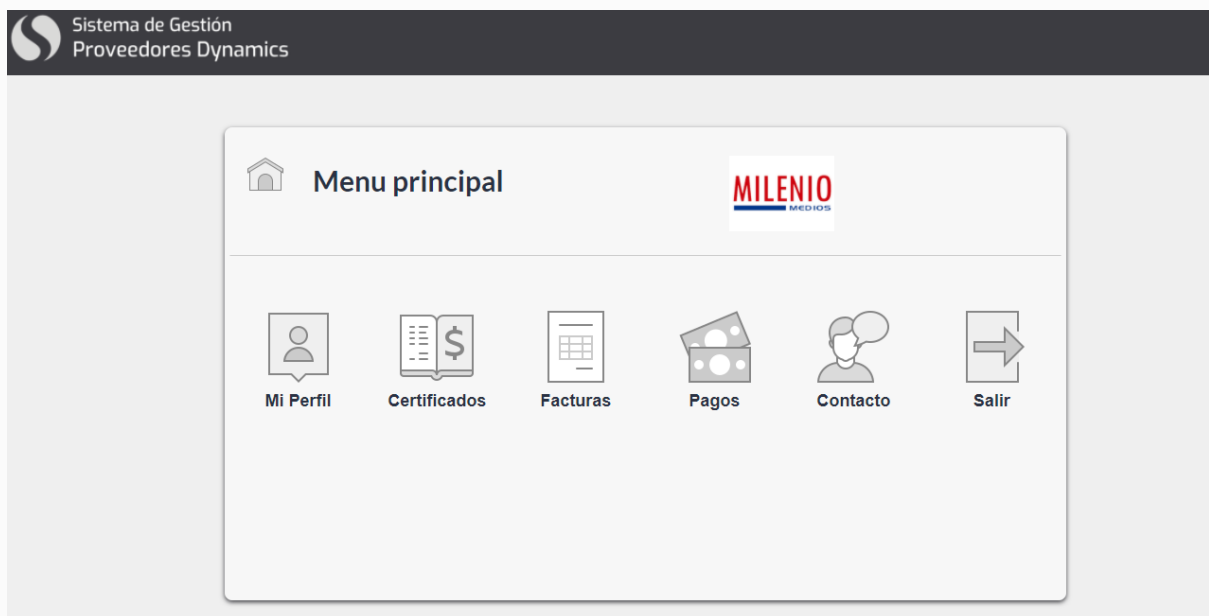 Sistema de Gestión
Proveedores Dynamics
Menu principal
MILENIO
MEDIOS
$
Mi Perfil Certificados Facturas Pagos Contacto Salir